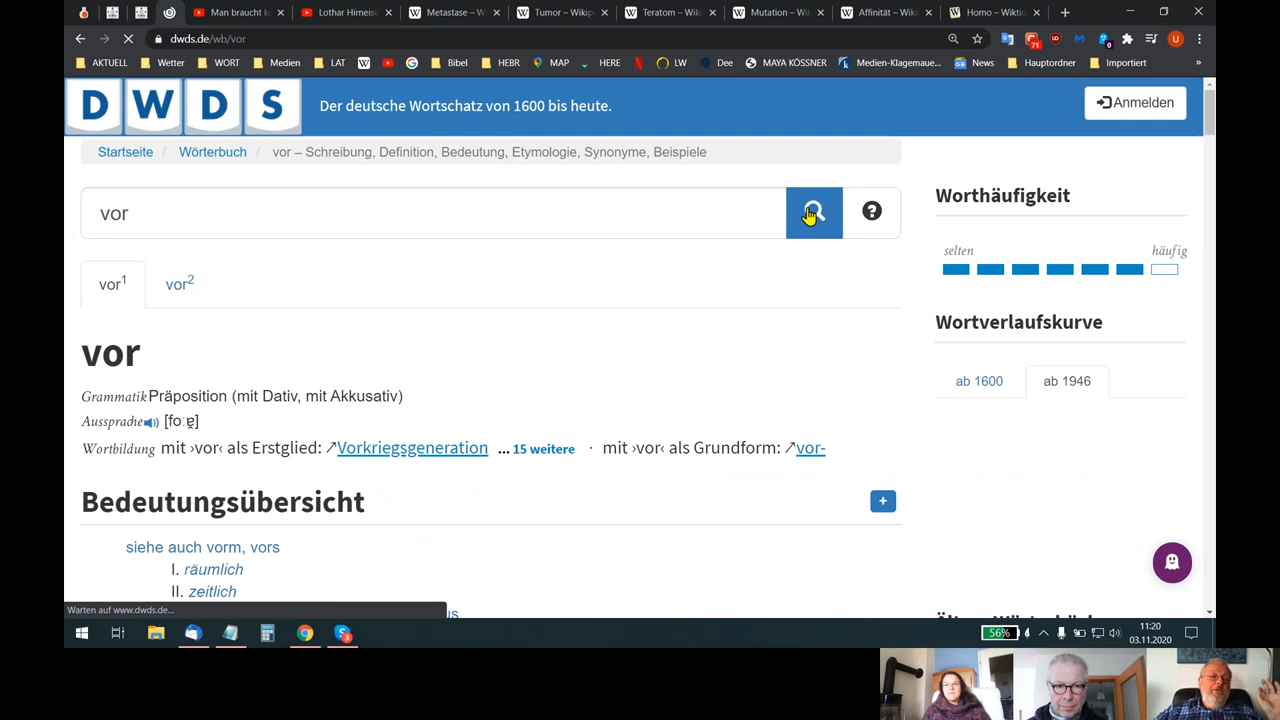 Man braucht k
Lothar Hirneise
Metastase – W
Tumor – Wikip
Teratom – Wiki
Mutation – Wi
Affinität – Wiki
Homo – Wiktio
dwds.de/wb/vor
71
0
U
AKTUELL
Wetter
WORT
Medien
LAT
Bibel
HEBR
MAP
HERE
LW
Dee
MAYA KÖSSNER
Medien-Klagemaue...
News
Hauptordner
Importiert
»
D W D S
Der deutsche Wortschatz von 1600 bis heute.
Anmelden
Startseite / Wörterbuch / vor – Schreibung, Definition, Bedeutung, Etymologie, Synonyme, Beispiele
vor
?
vor¹ vor²
vor
Grammatik Präposition (mit Dativ, mit Akkusativ)
Aussprache [foːɐ̯]
Wortbildung mit ›vor‹ als Erstglied: ↗Vorkriegsgeneration ... 15 weitere · mit ›vor‹ als Grundform: ↗vor-
Bedeutungsübersicht
+
siehe auch vorm, vors
I. räumlich
II. zeitlich
Worthäufigkeit
selten häufig
Wortverlaufskurve
ab 1600 ab 1946
Warten auf www.dwds.de...
56%
11:20
03.11.2020